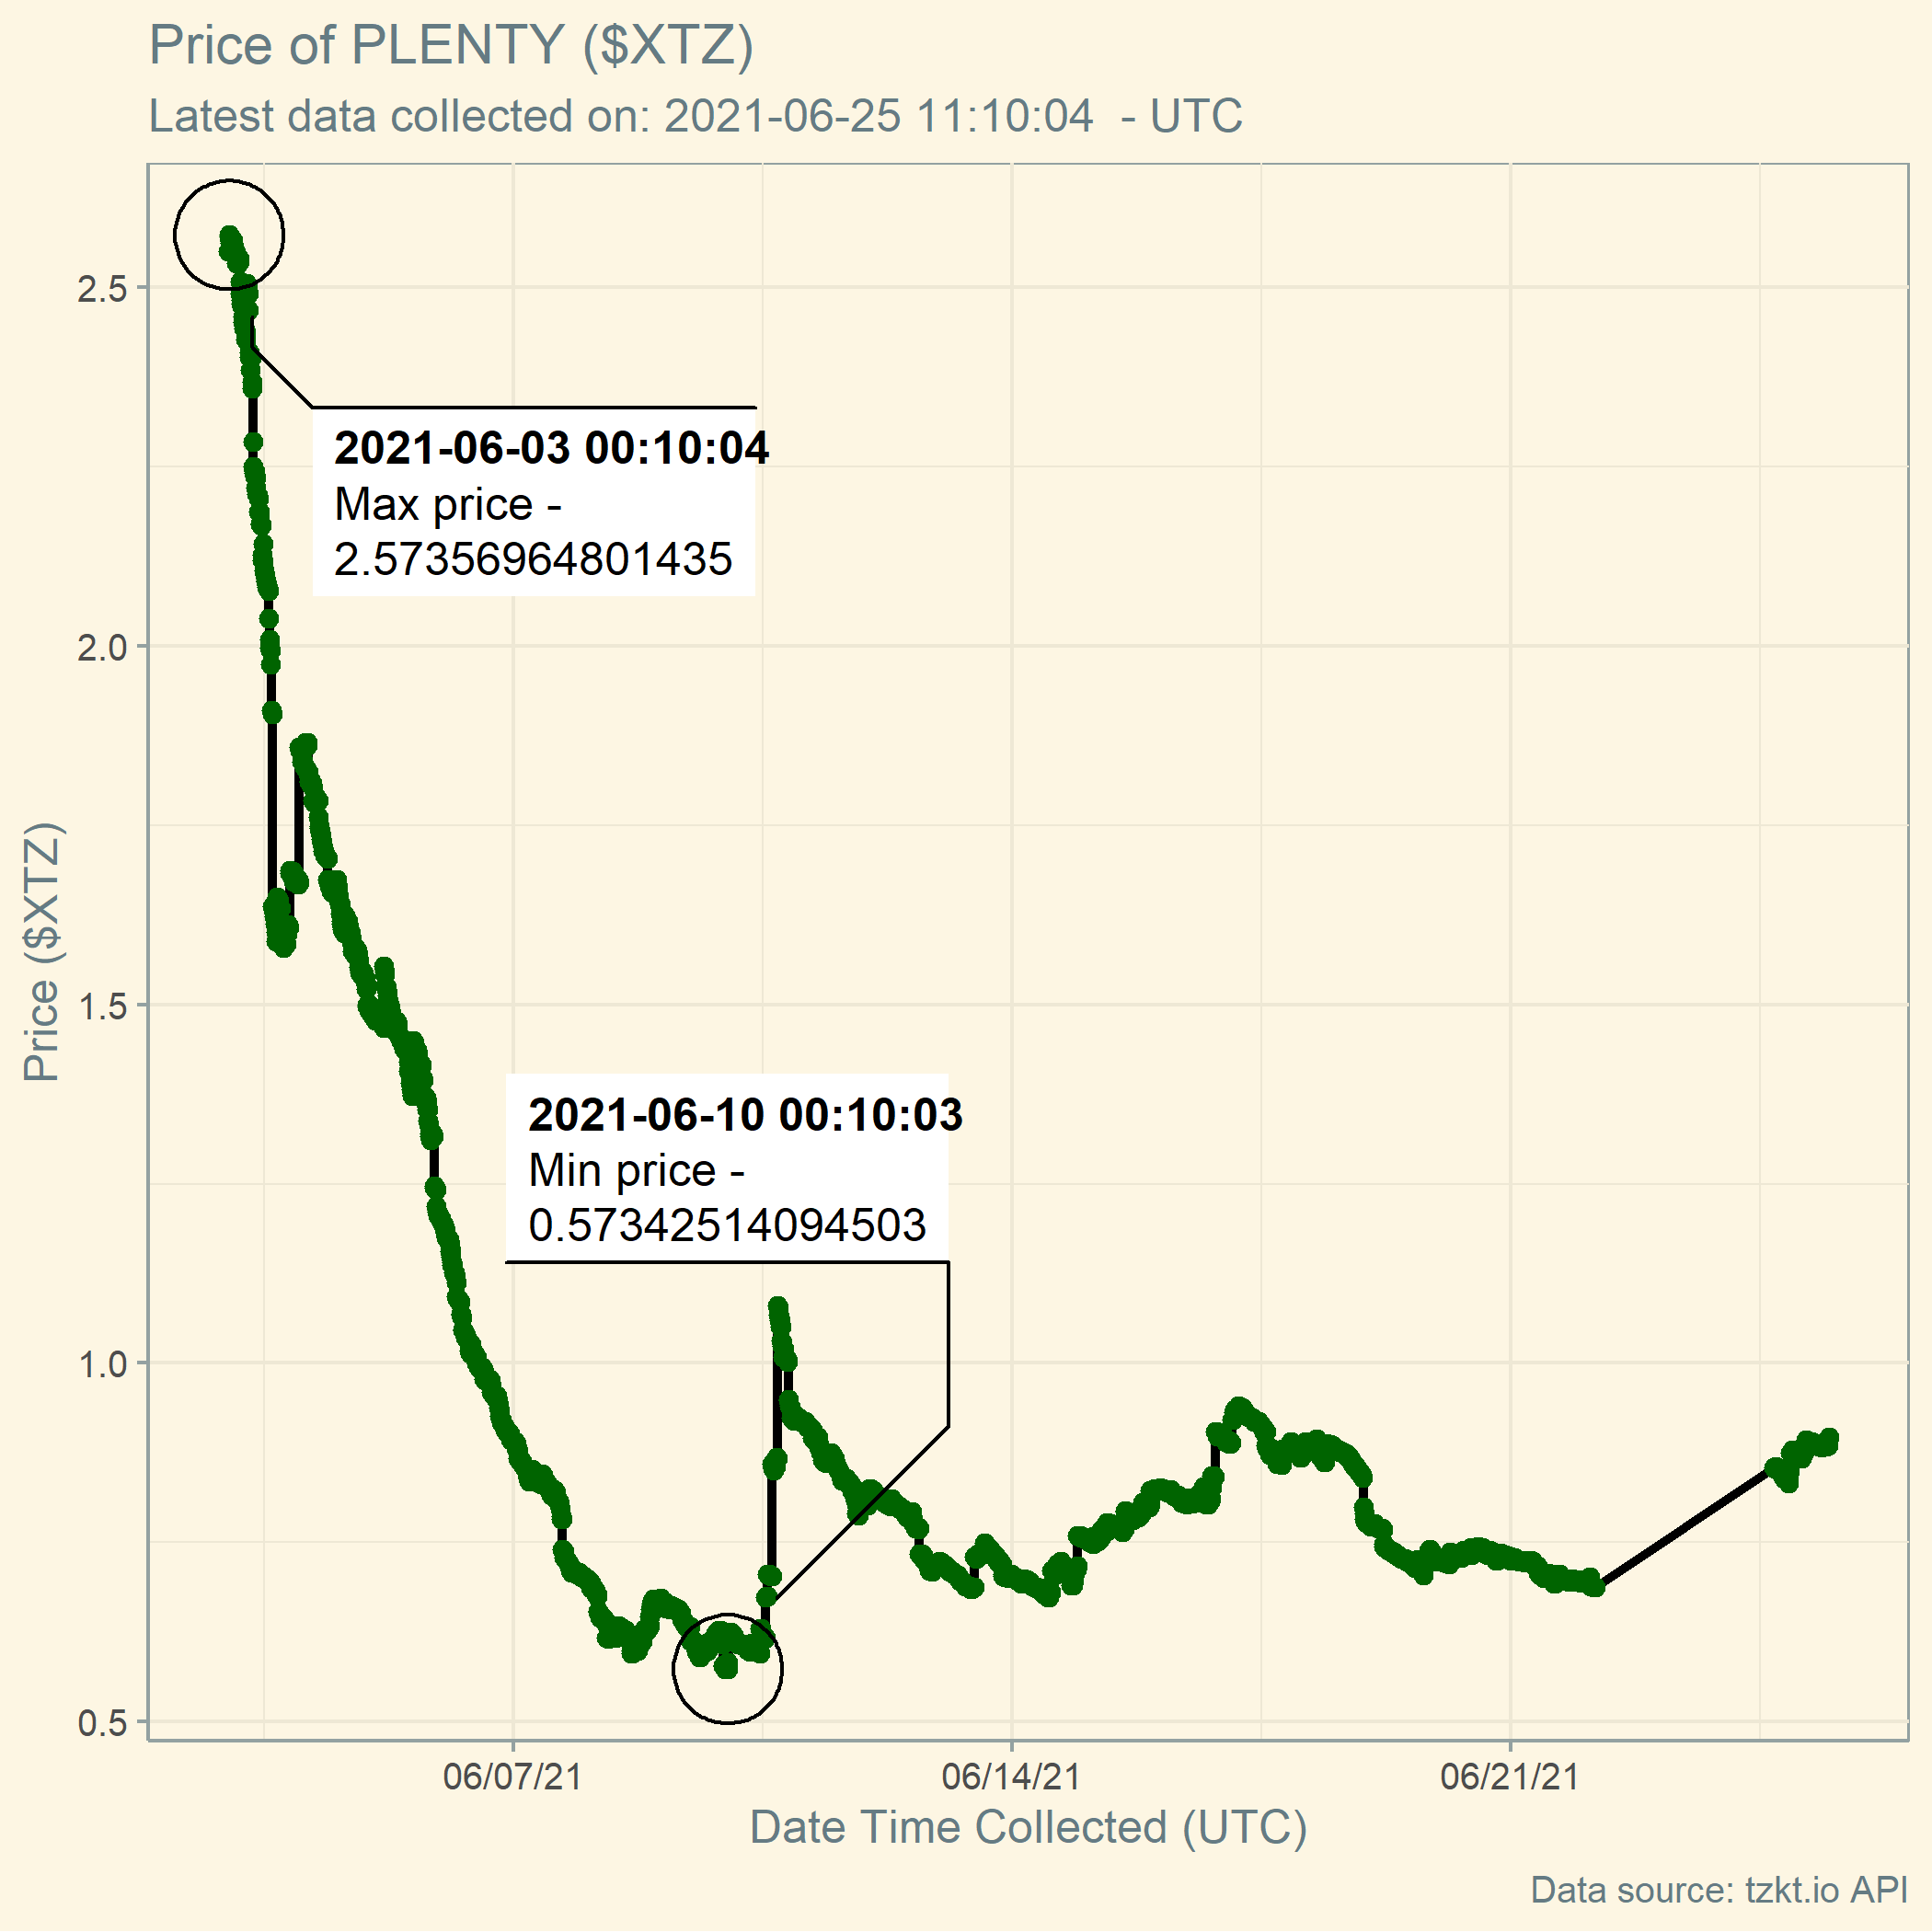 Price of PLENTY ($XTZ)
Latest data collected on: 2021-06-25 11:10:04  - UTC
2.5
2.0
1.5
1.0
0.5
Price ($XTZ)
2021-06-03 00:10:04
Max price -
2.57356964801435
2021-06-10 00:10:03
Min price -
0.57342514094503
06/07/21
06/14/21
06/21/21
Date Time Collected (UTC)
Data source: tzkt.io API